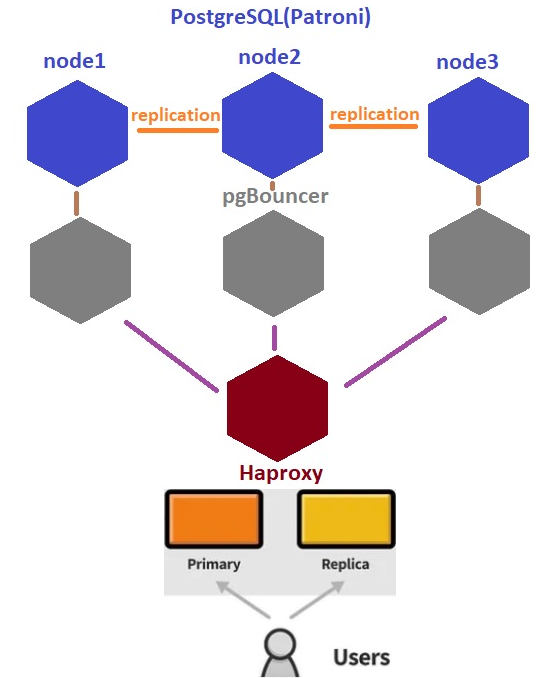 PostgreSQL(Patroni)
node1
node2
node3
replication
replication
pgBouncer
Haproxy
Primary
Replica
Users